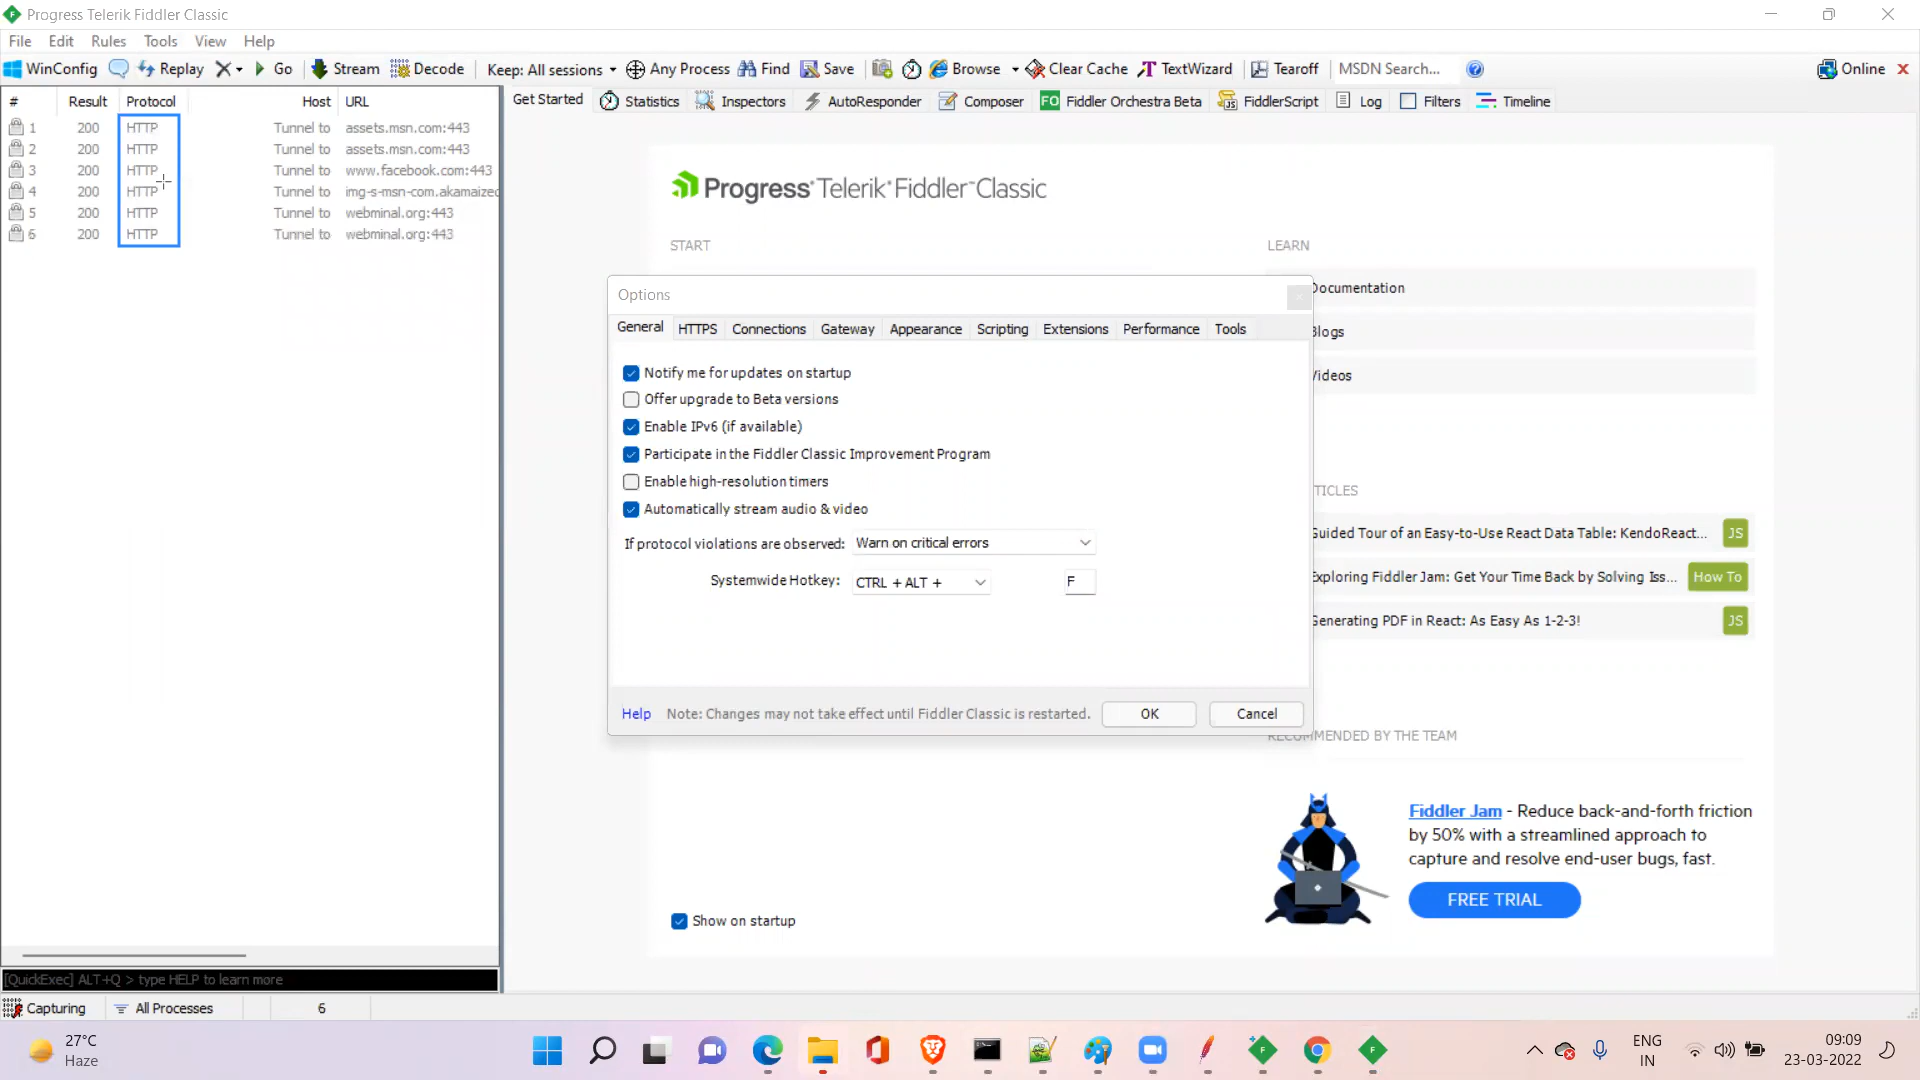 Progress Telerik Fiddler Classic
File Edit Rules Tools View Help
WinConfig Replay Go Stream Decode Keep: All sessions Any Process Find Save Browse Clear Cache TextWizard Tearoff MSDN Search... Online
# Result Protocol Host URL
Get Started Statistics Inspectors AutoResponder Composer FO Fiddler Orchestra Beta FiddlerScript Log Filters Timeline
1 200 HTTP Tunnel to assets.msn.com:443
2 200 HTTP Tunnel to assets.msn.com:443
3 200 HTTP Tunnel to www.facebook.com:443
4 200 HTTP Tunnel to img-s-msn-com.akamaized
5 200 HTTP Tunnel to webminal.org:443
6 200 HTTP Tunnel to webminal.org:443
Progress Telerik Fiddler Classic
START
LEARN
Documentation
Blogs
Videos
Options
General HTTPS Connections Gateway Appearance Scripting Extensions Performance Tools
Notify me for updates on startup
Offer upgrade to Beta versions
Enable IPv6 (if available)
Participate in the Fiddler Classic Improvement Program
Enable high-resolution timers
Automatically stream audio & video
If protocol violations are observed: Warn on critical errors
Systemwide Hotkey: CTRL + ALT + F
Help Note: Changes may not take effect until Fiddler Classic is restarted. OK Cancel
TICLES
Guided Tour of an Easy-to-Use React Data Table: KendoReact... JS
Exploring Fiddler Jam: Get Your Time Back by Solving Iss... How To
Generating PDF in React: As Easy As 1-2-3! JS
RECOMMENDED BY THE TEAM
Fiddler Jam - Reduce back-and-forth friction
by 50% with a streamlined approach to
capture and resolve end-user bugs, fast.
FREE TRIAL
Show on startup
[QuickExec] ALT+Q > type HELP to learn more
Capturing All Processes 6
27°C
Haze
ENG
IN
09:09
23-03-2022